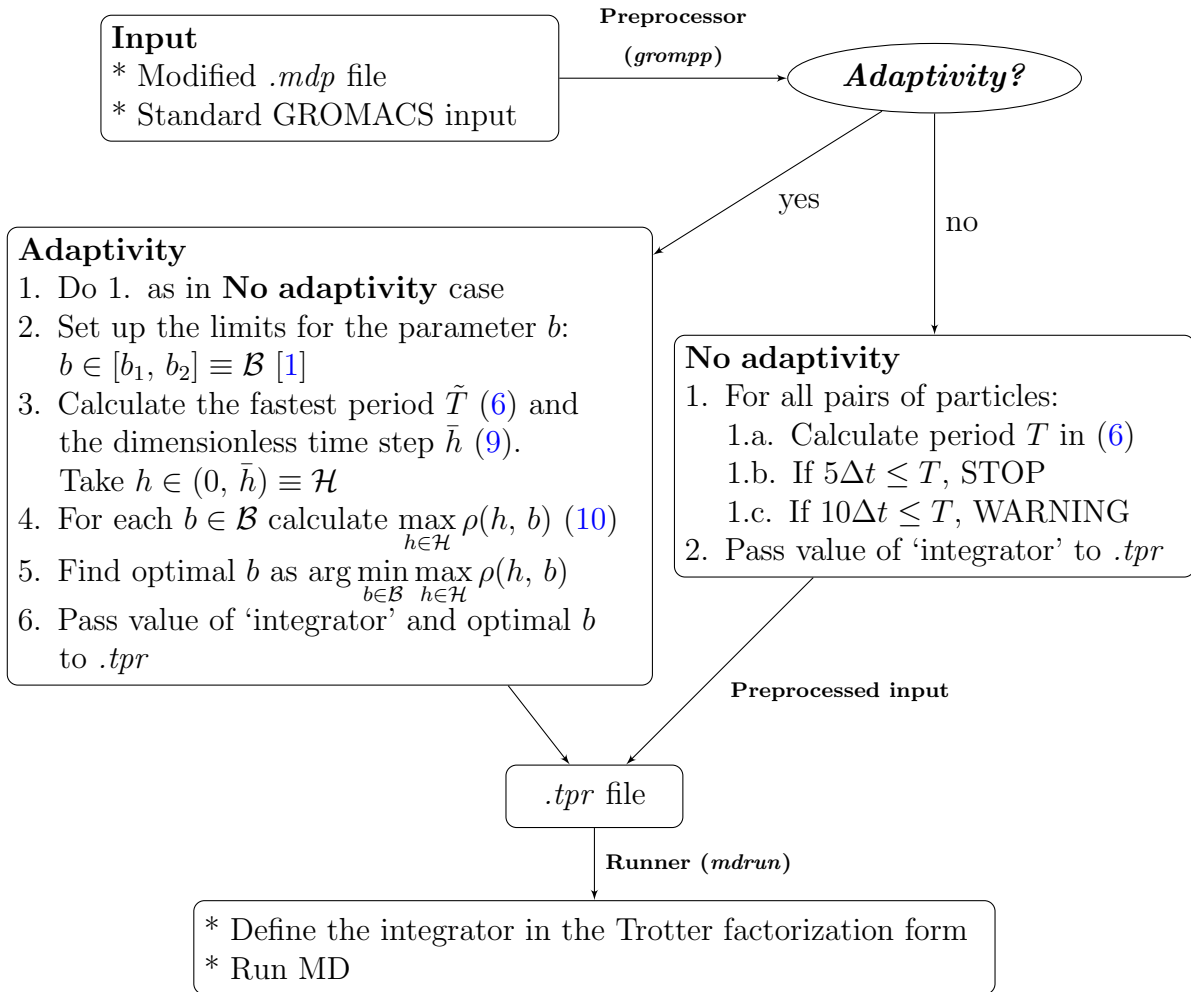 Input
* Modified .mdp file
* Standard GROMACS input
Preprocessor
(grompp)
Adaptivity?
yes
no
Adaptivity
1. Do 1. as in No adaptivity case
2. Set up the limits for the parameter b:
b ∈ [b₁, b₂] ≡ ℬ [1]
3. Calculate the fastest period T̃ (6) and
the dimensionless time step h̄ (9).
Take h ∈ (0, h̄) ≡ ℋ
4. For each b ∈ ℬ calculate max ρ(h, b) (10)
h∈ℋ
5. Find optimal b as arg min max ρ(h, b)
b∈ℬ h∈ℋ
6. Pass value of ‘integrator’ and optimal b
to .tpr
No adaptivity
1. For all pairs of particles:
1.a. Calculate period T in (6)
1.b. If 5Δt ≤ T, STOP
1.c. If 10Δt ≤ T, WARNING
2. Pass value of ‘integrator’ to .tpr
Preprocessed input
.tpr file
Runner (mdrun)
* Define the integrator in the Trotter factorization form
* Run MD